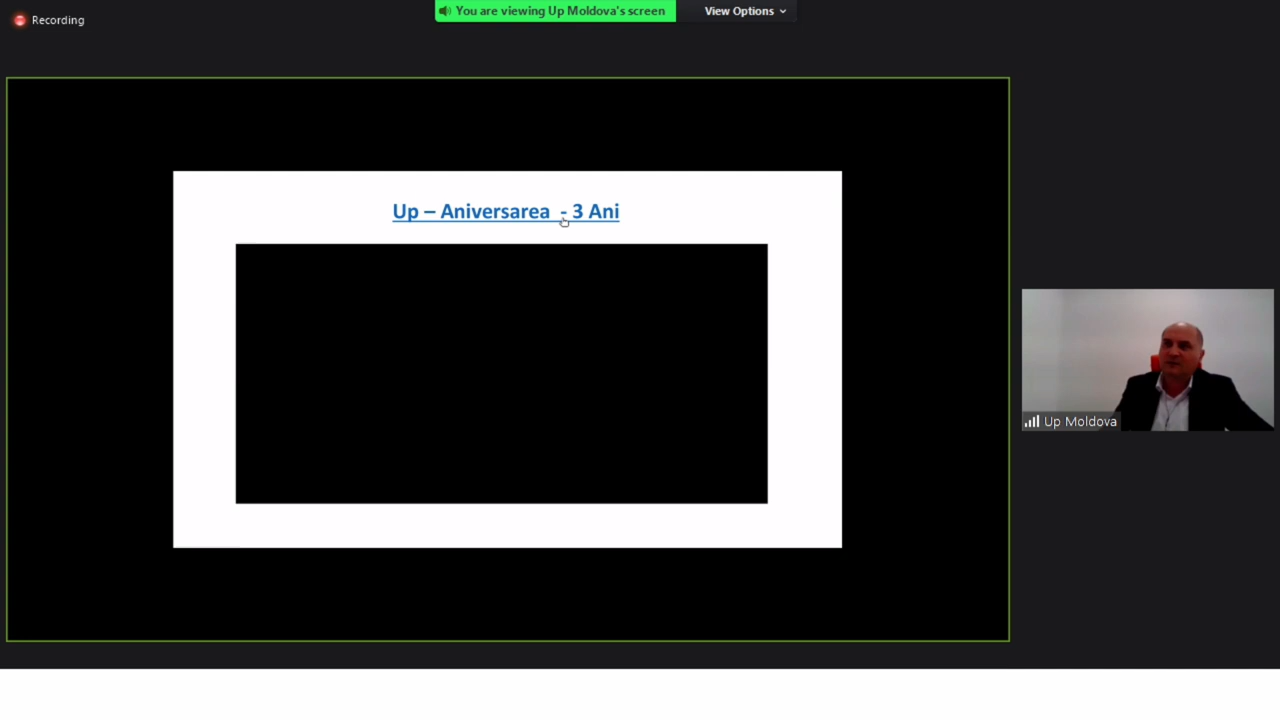 Recording
You are viewing Up Moldova's screen
View Options
Up – Aniversarea - 3 Ani
Up Moldova